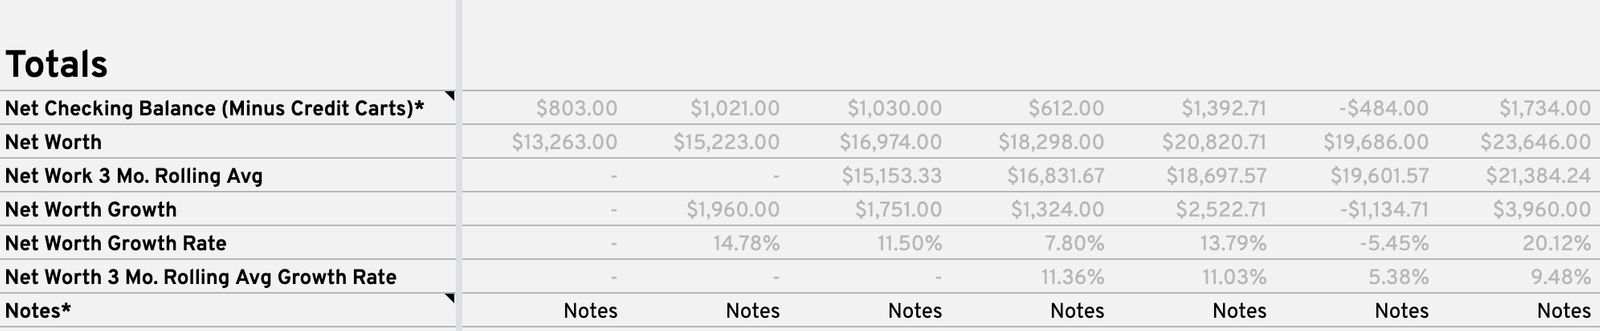 Totals
Net Checking Balance (Minus Credit Carts)* $803.00 $1,021.00 $1,030.00 $612.00 $1,392.71 -$484.00 $1,734.00
Net Worth $13,263.00 $15,223.00 $16,974.00 $18,298.00 $20,820.71 $19,686.00 $23,646.00
Net Work 3 Mo. Rolling Avg - - $15,153.33 $16,831.67 $18,697.57 $19,601.57 $21,384.24
Net Worth Growth - $1,960.00 $1,751.00 $1,324.00 $2,522.71 -$1,134.71 $3,960.00
Net Worth Growth Rate - 14.78% 11.50% 7.80% 13.79% -5.45% 20.12%
Net Worth 3 Mo. Rolling Avg Growth Rate - - - 11.36% 11.03% 5.38% 9.48%
Notes* Notes Notes Notes Notes Notes Notes Notes